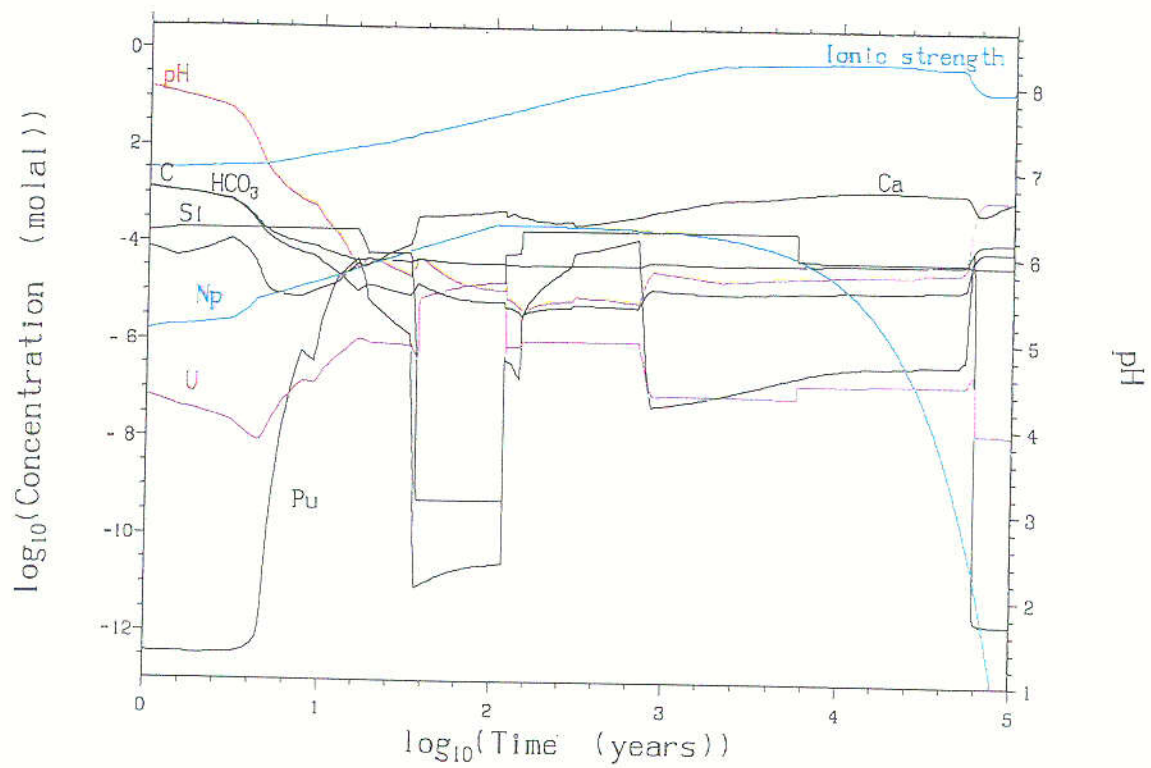 0
Ionic strength
pH
8
2
C
HCO3
Ca
7
Si
-4
6
Np
-6
5
U
-8
4
Pu
3
-10
2
-12
1
0 1 2 3 4 5
log10(Time (years))
log10(Concentration (molal))
pH